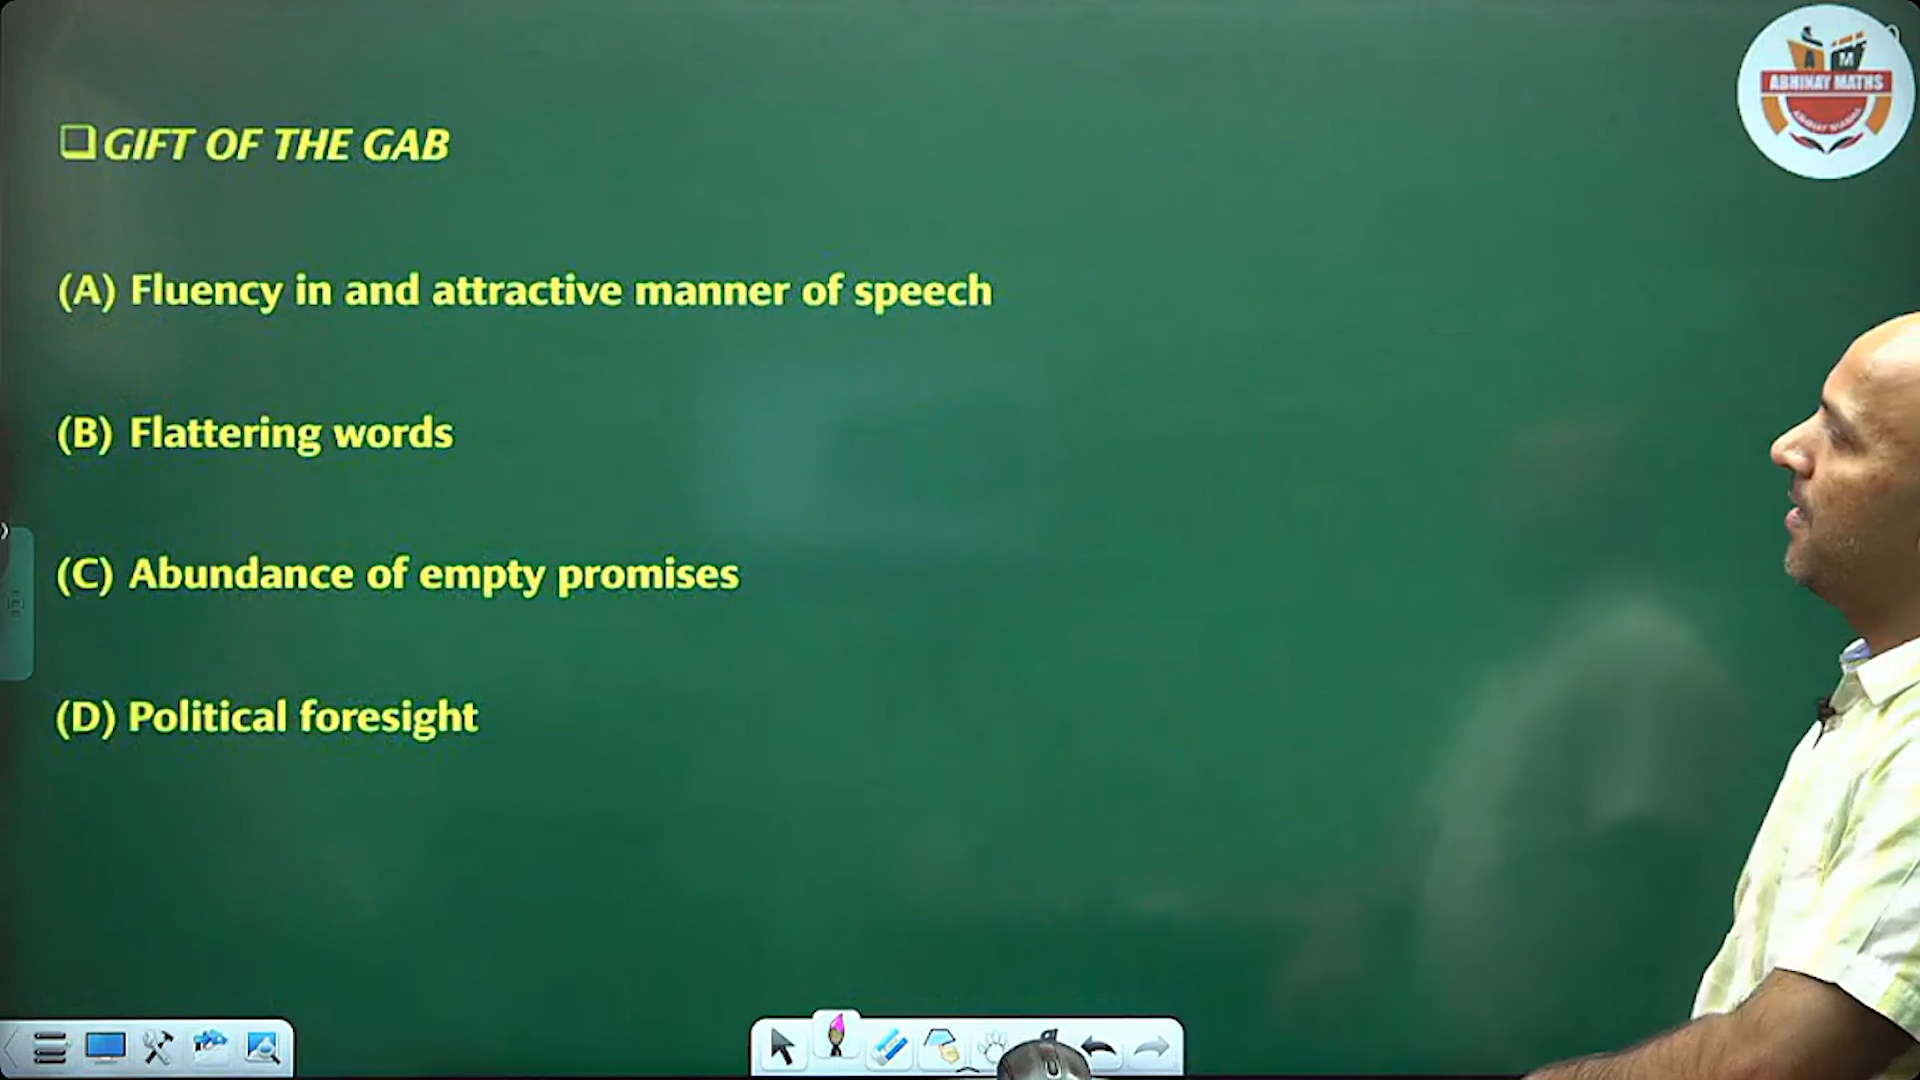 GIFT OF THE GAB
(A) Fluency in and attractive manner of speech
(B) Flattering words
(C) Abundance of empty promises
(D) Political foresight
A M
ABHINAY MATHS